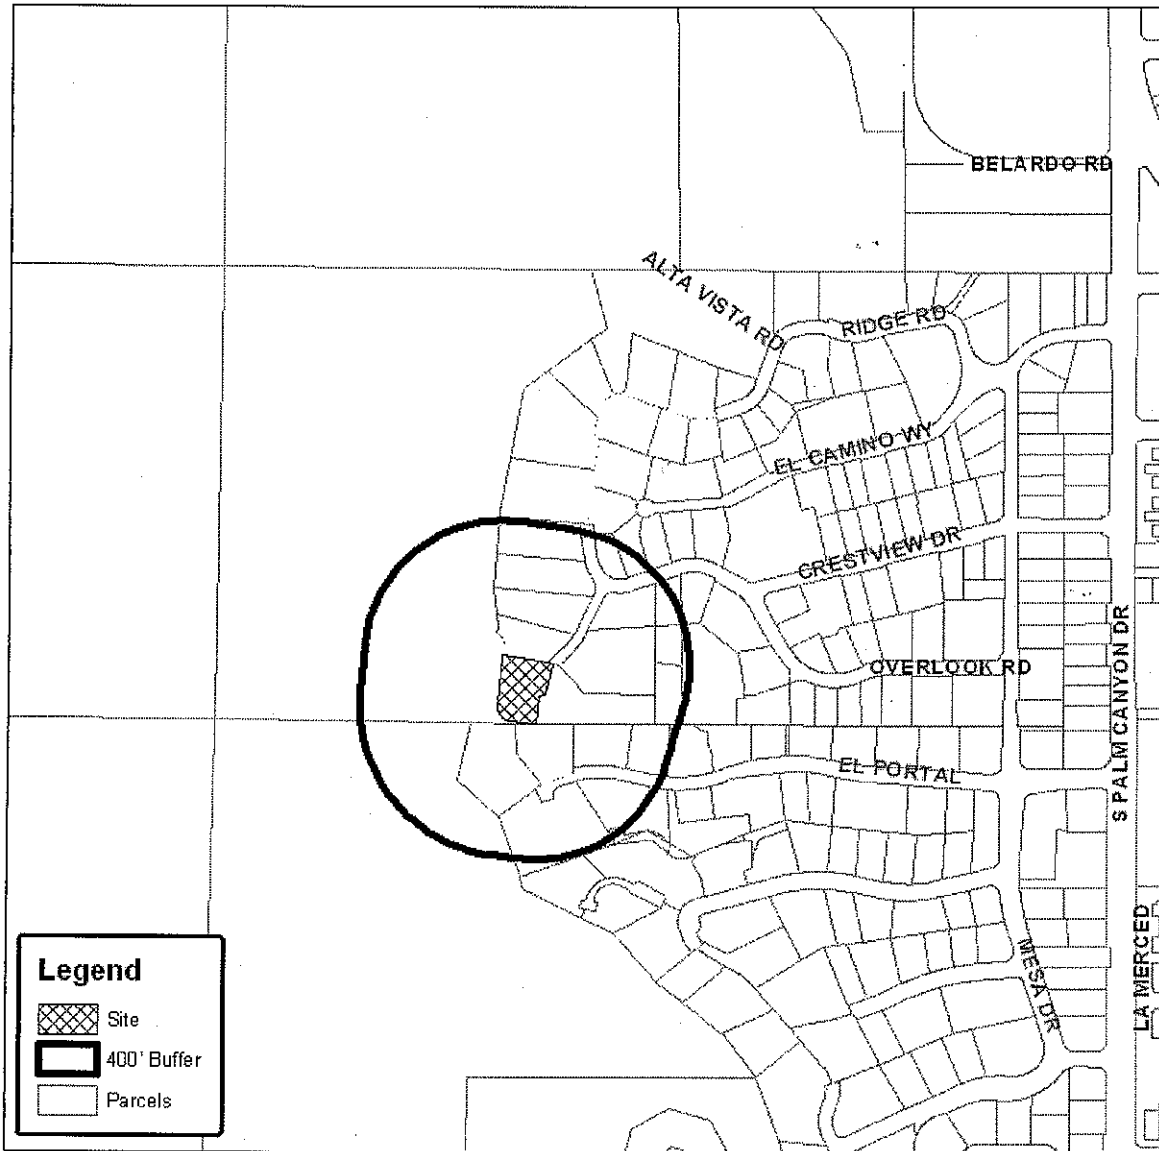 BELARDO RD
ALTA VISTA RD
RIDGE RD
EL CAMINO WY
CRESTVIEW DR
OVERLOOK RD
S PALM CANYON DR
EL PORTAL
LA MERCED
MESA DR
Legend
Site
400' Buffer
Parcels